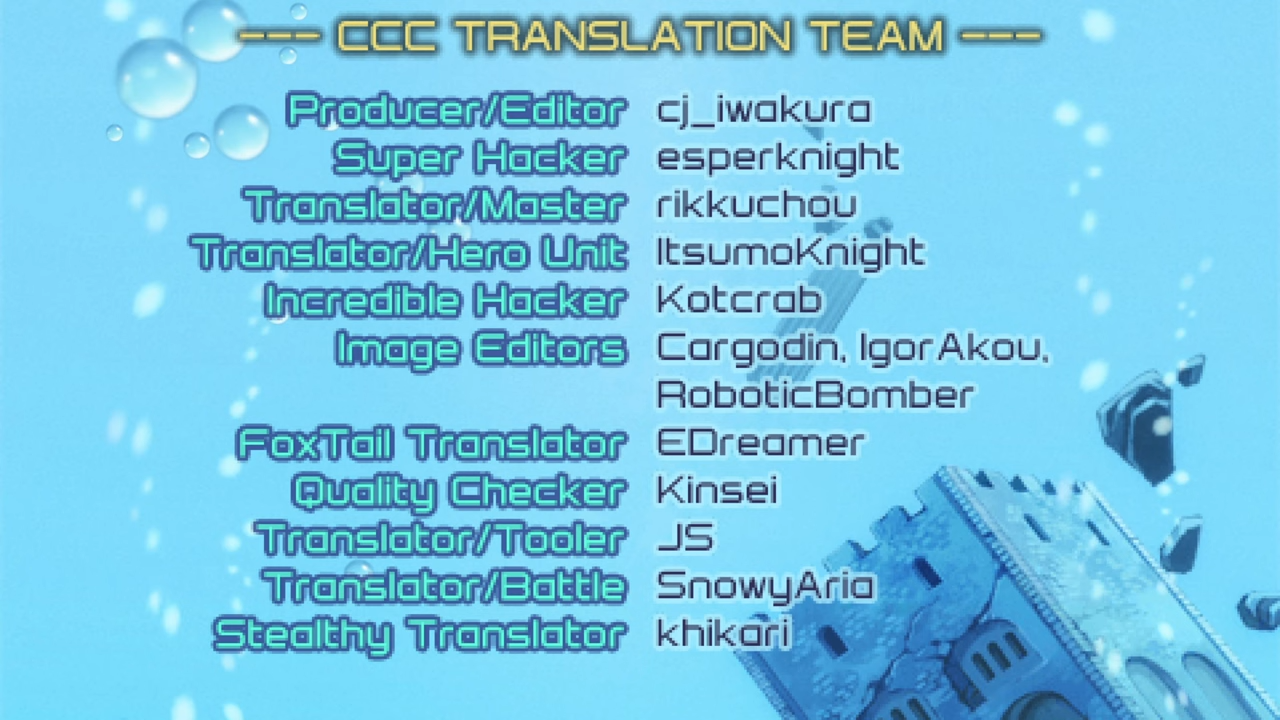 --- CCC TRANSLATION TEAM ---
Producer/Editor cj_iwakura
Super Hacker esperknight
Translator/Master rikkuchou
Translator/Hero Unit ItsumoKnight
Incredible Hacker Kotcrab
Image Editors Cargodin, IgorAkou,
RoboticBomber
FoxTail Translator EDreamer
Quality Checker Kinsei
Translator/Tooler JS
Translator/Battle SnowyAria
Stealthy Translator khikari